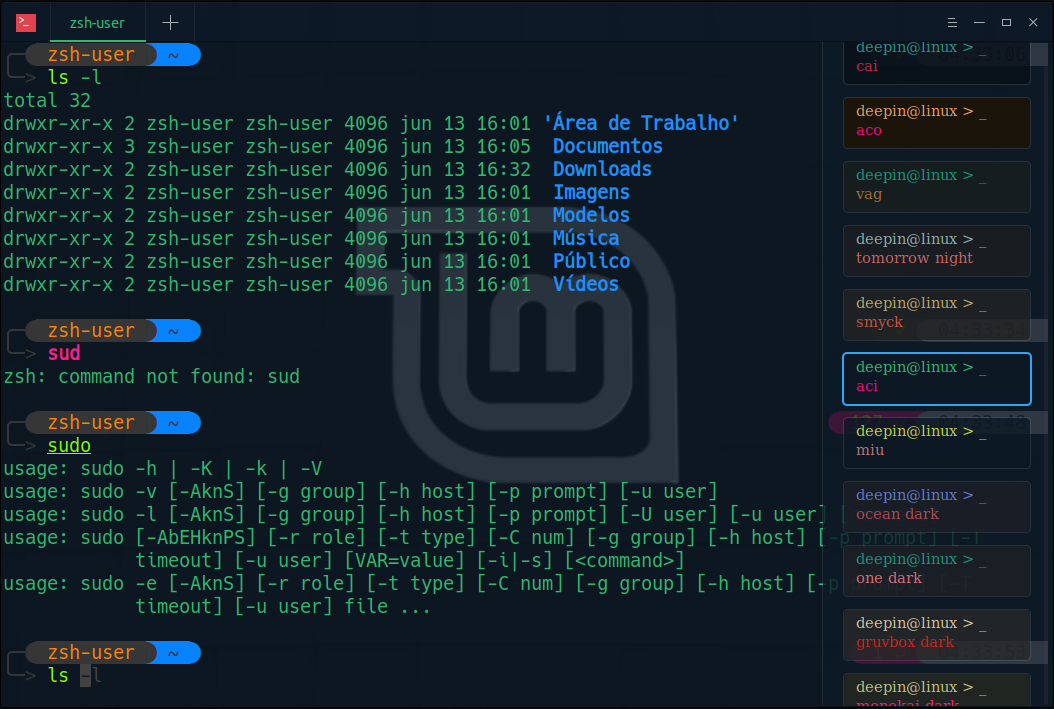 >_ zsh-user +
zsh-user ~
> ls -l
total 32
drwxr-xr-x 2 zsh-user zsh-user 4096 jun 13 16:01 'Área de Trabalho'
drwxr-xr-x 3 zsh-user zsh-user 4096 jun 13 16:05 Documentos
drwxr-xr-x 2 zsh-user zsh-user 4096 jun 13 16:32 Downloads
drwxr-xr-x 2 zsh-user zsh-user 4096 jun 13 16:01 Imagens
drwxr-xr-x 2 zsh-user zsh-user 4096 jun 13 16:01 Modelos
drwxr-xr-x 2 zsh-user zsh-user 4096 jun 13 16:01 Música
drwxr-xr-x 2 zsh-user zsh-user 4096 jun 13 16:01 Público
drwxr-xr-x 2 zsh-user zsh-user 4096 jun 13 16:01 Vídeos
zsh-user ~
> sud
zsh: command not found: sud
zsh-user ~
> sudo
usage: sudo -h | -K | -k | -V
usage: sudo -v [-AknS] [-g group] [-h host] [-p prompt] [-u user]
usage: sudo -l [-AknS] [-g group] [-h host] [-p prompt] [-U user] [-u user] [
usage: sudo [-AbEHknPS] [-r role] [-t type] [-C num] [-g group] [-h host] [-p prompt] [-T
timeout] [-u user] [VAR=value] [-i|-s] [<command>]
usage: sudo -e [-AknS] [-r role] [-t type] [-C num] [-g group] [-h host] [-p prompt] [-T
timeout] [-u user] file ...
zsh-user ~
> ls -l
deepin@linux > _
cai
deepin@linux > _
aco
deepin@linux > _
vag
deepin@linux > _
tomorrow night
deepin@linux > _
smyck
04:33:34
deepin@linux > _
aci
04:33:48
deepin@linux > _
miu
deepin@linux > _
ocean dark
deepin@linux > _
one dark
deepin@linux > _
gruvbox dark
04:33:53
deepin@linux > _
monokai dark